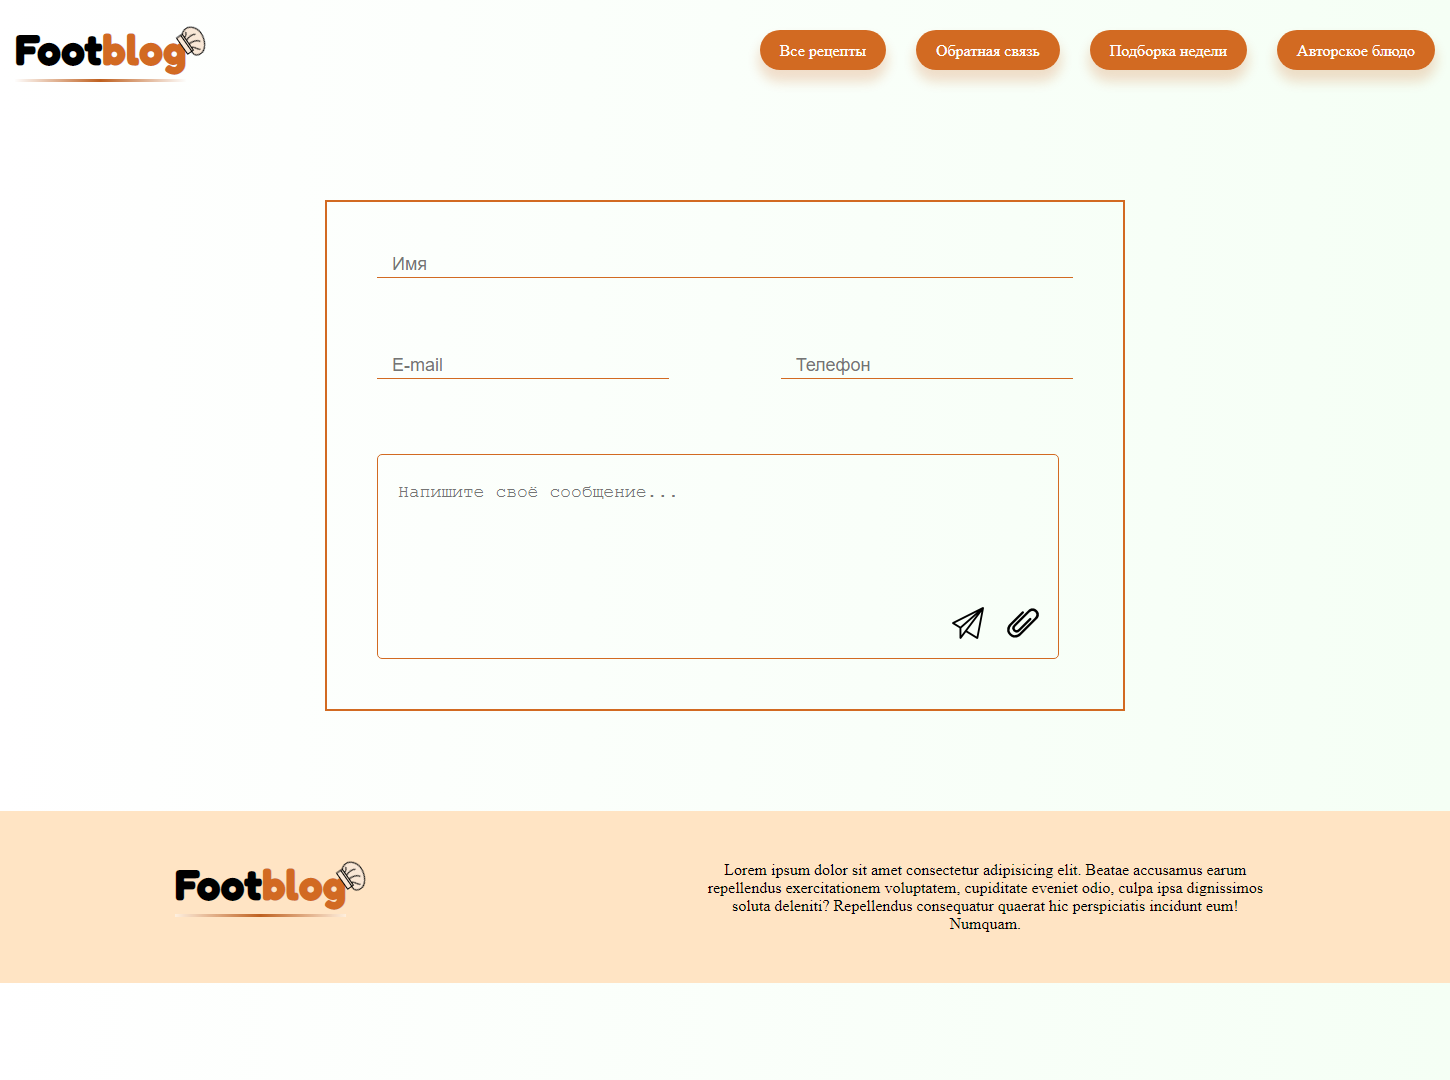 Footblog
Все рецепты
Обратная связь
Подборка недели
Авторское блюдо
Имя
E-mail
Телефон
Напишите своё сообщение...
Footblog
Lorem ipsum dolor sit amet consectetur adipisicing elit. Beatae accusamus earum
repellendus exercitationem voluptatem, cupiditate eveniet odio, culpa ipsa dignissimos
soluta deleniti? Repellendus consequatur quaerat hic perspiciatis incidunt eum!
Numquam.